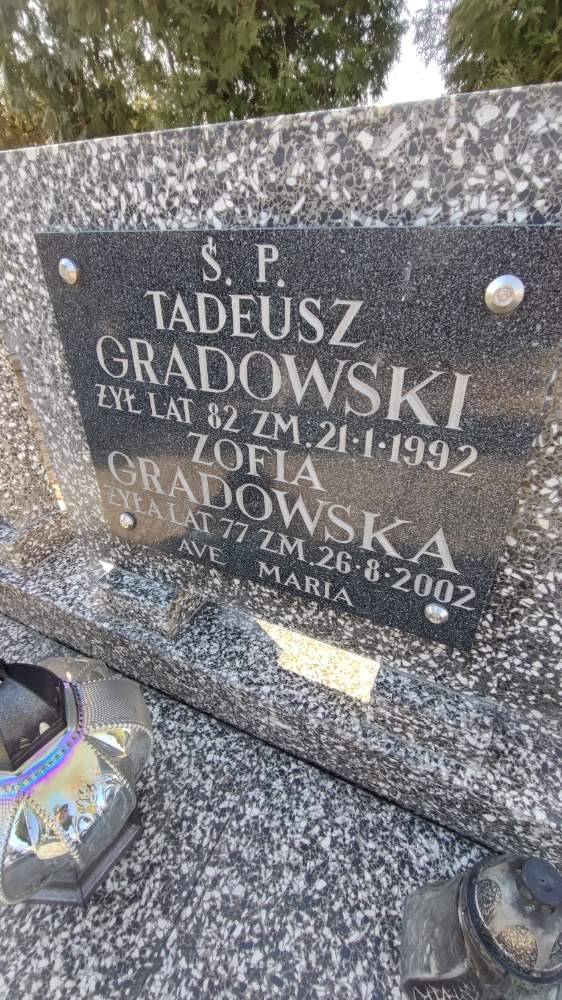 Ś. P.
TADEUSZ
GRADOWSKI
ŻYŁ LAT 82 ZM. 21·1·1992
ZOFIA
GRADOWSKA
ŻYŁA LAT 77 ZM. 26·8·2002
AVE MARIA